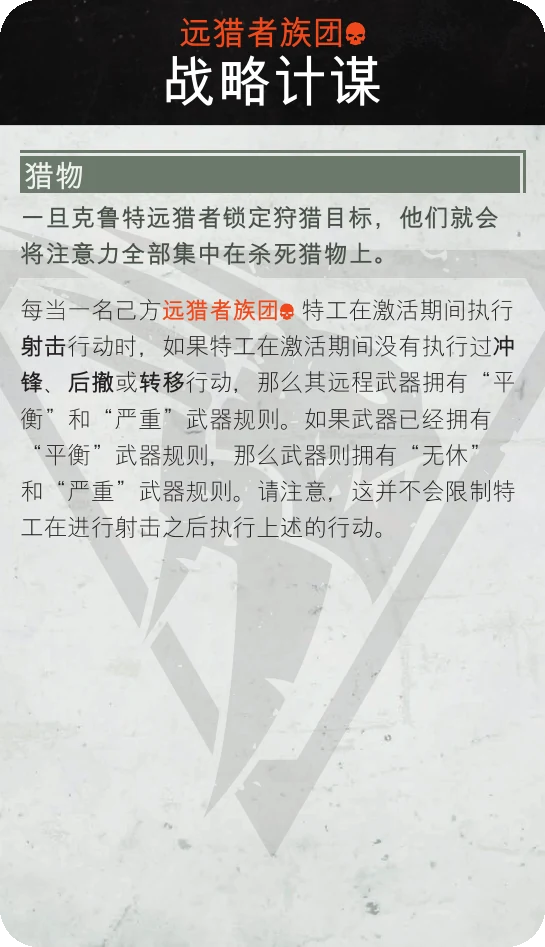 远猎者族团
战略计谋
猎物
一旦克鲁特远猎者锁定狩猎目标，他们就会
将注意力全部集中在杀死猎物上。
每当一名己方远猎者族团 特工在激活期间执行
射击行动时，如果特工在激活期间没有执行过冲
锋、后撤或转移行动，那么其远程武器拥有“平
衡”和“严重”武器规则。如果武器已经拥有
“平衡”武器规则，那么武器则拥有“无休”
和“严重”武器规则。请注意，这并不会限制特
工在进行射击之后执行上述的行动。